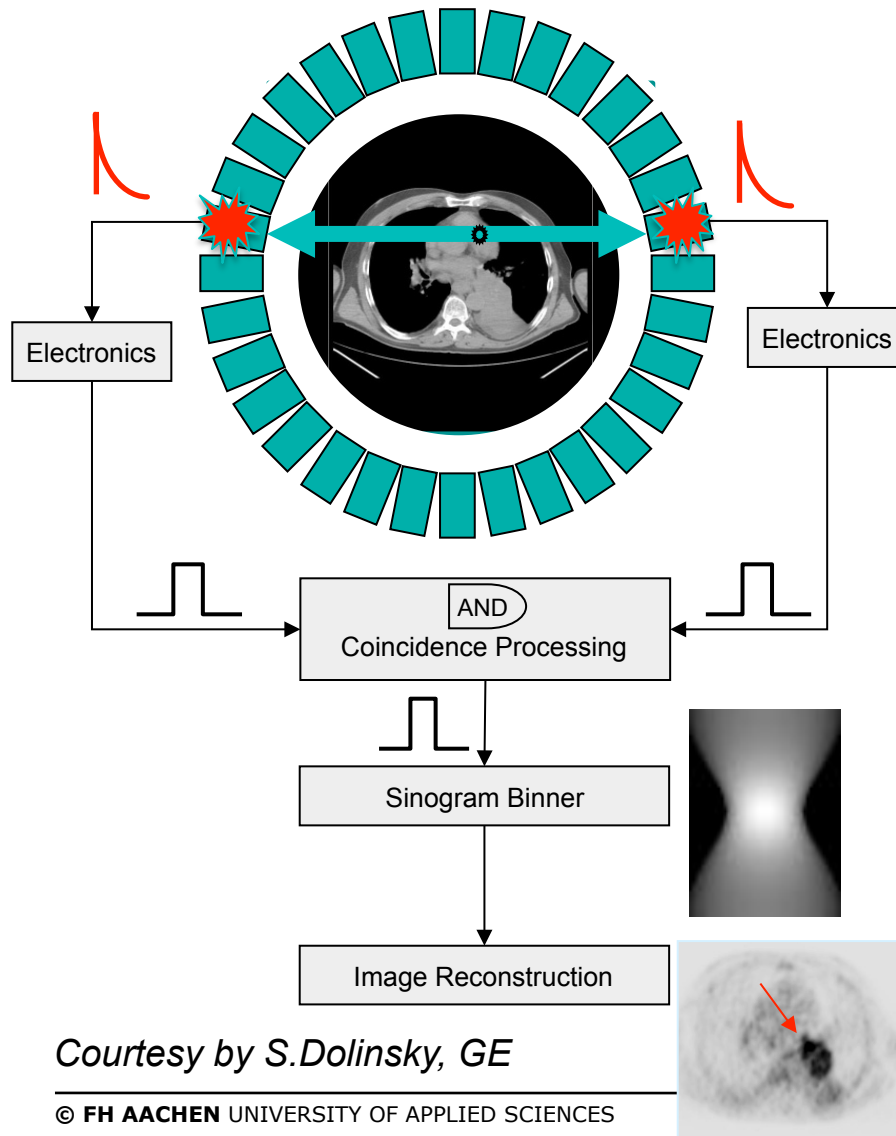 Electronics
Electronics
AND
Coincidence Processing
Sinogram Binner
Image Reconstruction
Courtesy by S.Dolinsky, GE
© FH AACHEN UNIVERSITY OF APPLIED SCIENCES